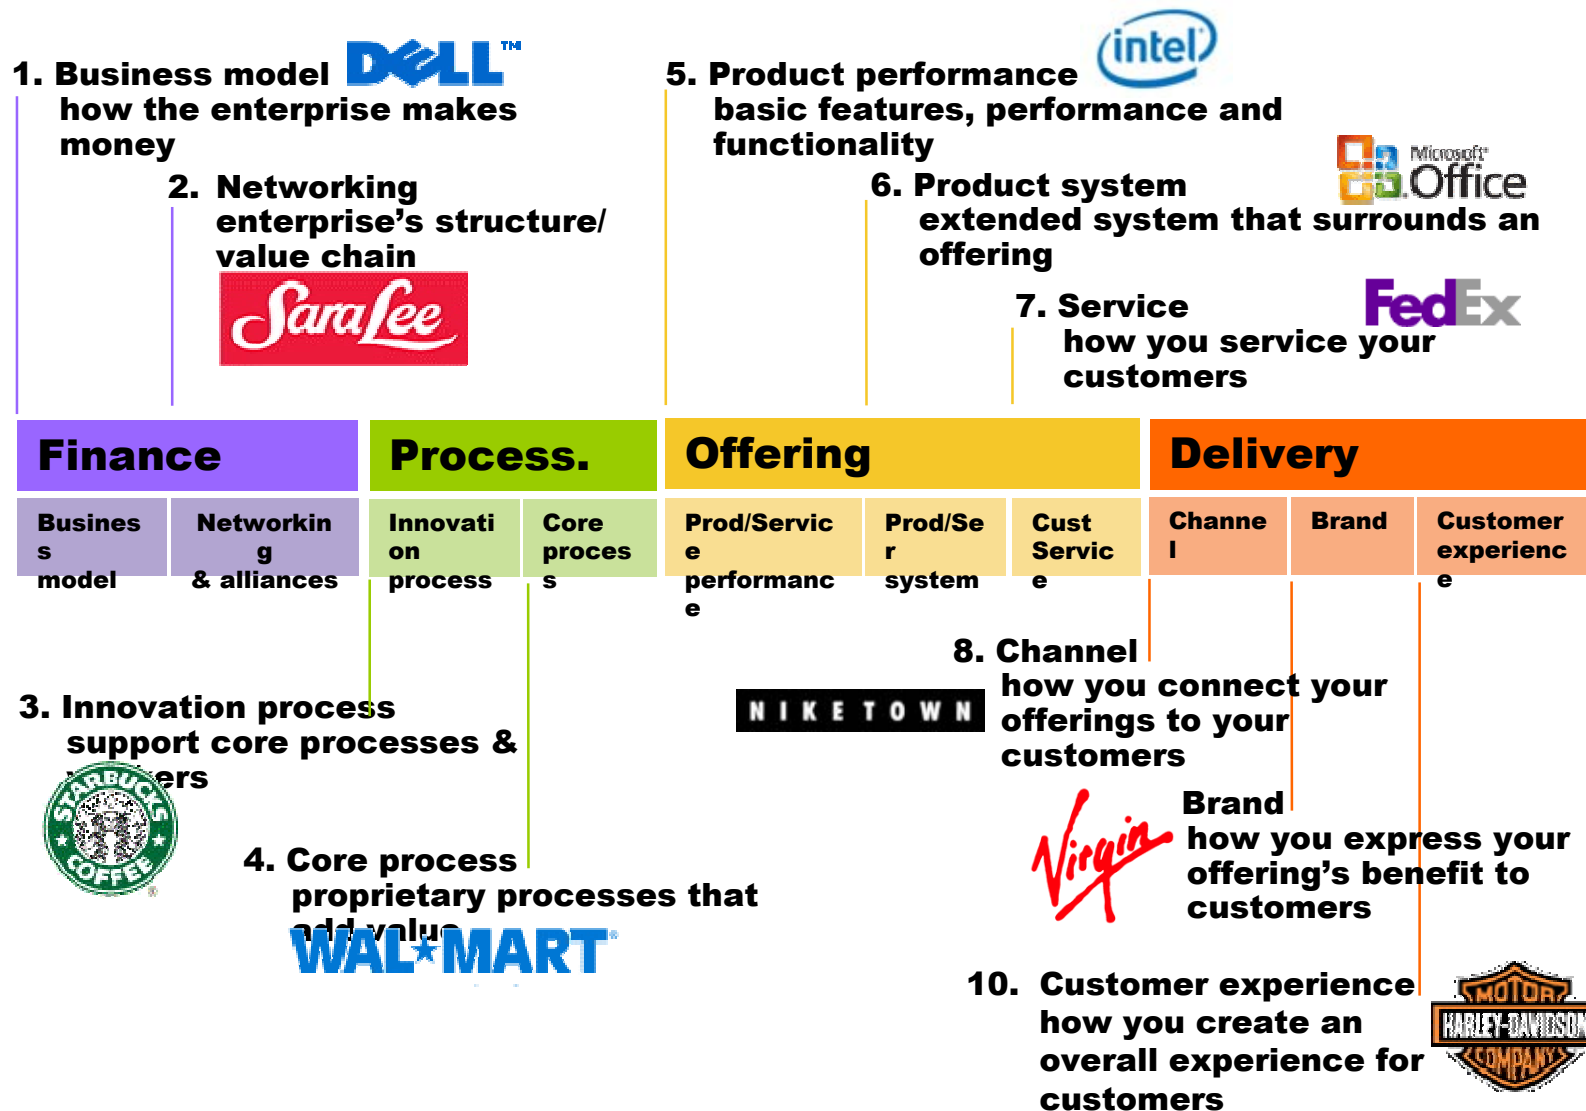 1. Business model
how the enterprise makes
money
DELL™
2. Networking
enterprise’s structure/
value chain
Sara Lee
5. Product performance
basic features, performance and
functionality
intel
6. Product system
extended system that surrounds an
offering
Microsoft
Office
7. Service
how you service your
customers
FedEx
Finance
Process.
Offering
Delivery
Busines
s
model
Networkin
g
& alliances
Innovati
on
process
Core
proces
s
Prod/Servic
e
performanc
e
Prod/Se
r
system
Cust
Servic
e
Channe
l
Brand
Customer
experienc
e
3. Innovation process
support core processes &
STARBUCKS
COFFEE
®
4. Core process
proprietary processes that
add value
WAL★MART®
NIKETOWN
8. Channel
how you connect your
offerings to your
customers
Virgin
Brand
how you express your
offering’s benefit to
customers
10. Customer experience
how you create an
overall experience for
customers
MOTOR
HARLEY-DAVIDSON
COMPANY